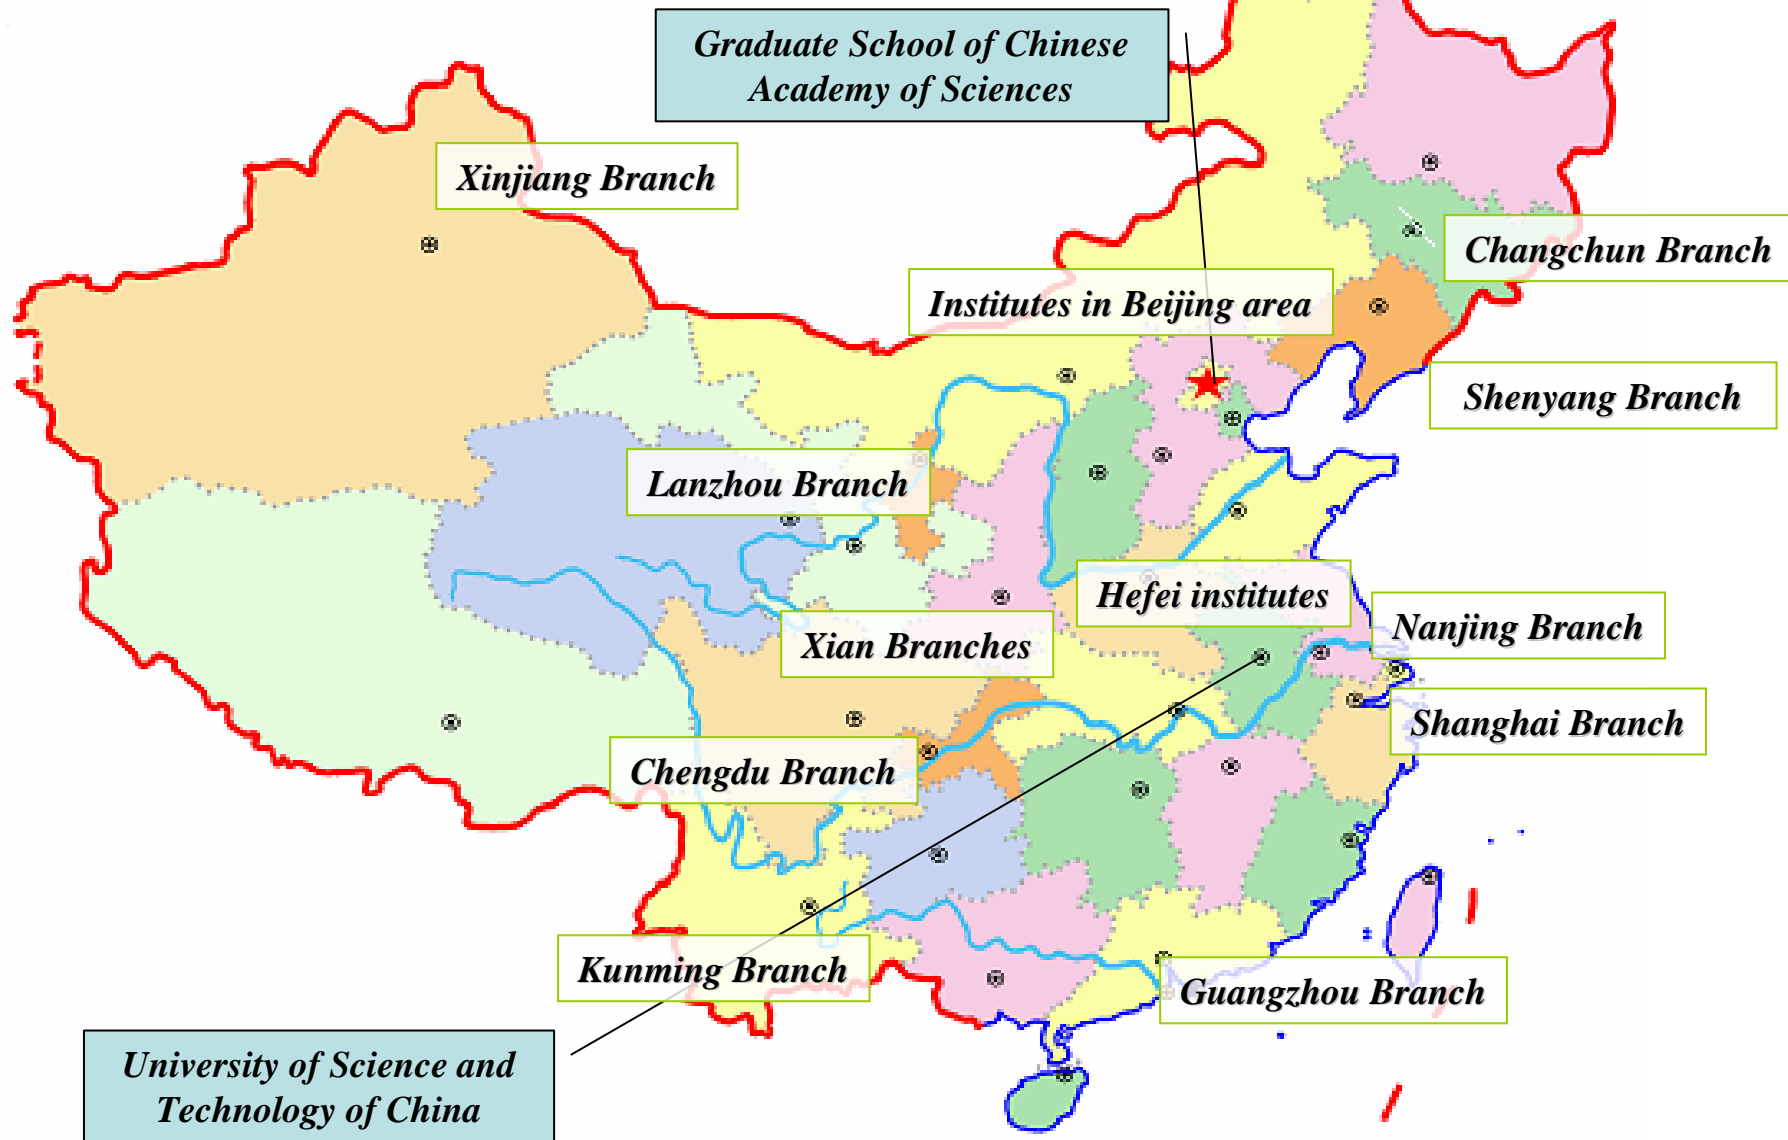 Graduate School of Chinese
Academy of Sciences
Xinjiang Branch
Changchun Branch
Institutes in Beijing area
Shenyang Branch
Lanzhou Branch
Hefei institutes
Nanjing Branch
Xian Branches
Shanghai Branch
Chengdu Branch
Kunming Branch
Guangzhou Branch
University of Science and
Technology of China